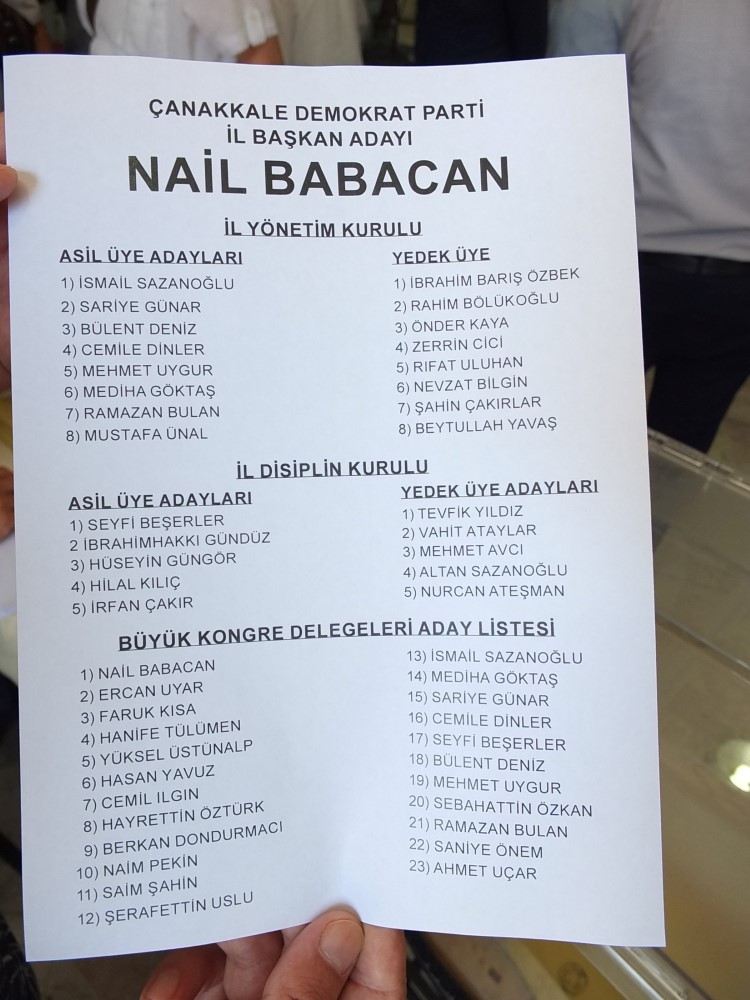 ÇANAKKALE DEMOKRAT PARTİ
İL BAŞKAN ADAYI
NAİL BABACAN
İL YÖNETİM KURULU
ASİL ÜYE ADAYLARI
1) İSMAİL SAZANOĞLU
2) SARİYE GÜNAR
3) BÜLENT DENİZ
4) CEMİLE DİNLER
5) MEHMET UYGUR
6) MEDİHA GÖKTAŞ
7) RAMAZAN BULAN
8) MUSTAFA ÜNAL
YEDEK ÜYE
1) İBRAHİM BARIŞ ÖZBEK
2) RAHİM BÖLÜKOĞLU
3) ÖNDER KAYA
4) ZERRİN CİCİ
5) RIFAT ULUHAN
6) NEVZAT BİLGİN
7) ŞAHİN ÇAKIRLAR
8) BEYTULLAH YAVAŞ
İL DİSİPLİN KURULU
ASİL ÜYE ADAYLARI
1) SEYFİ BEŞERLER
2 İBRAHİMHAKKI GÜNDÜZ
3) HÜSEYİN GÜNGÖR
4) HİLAL KILIÇ
5) İRFAN ÇAKIR
YEDEK ÜYE ADAYLARI
1) TEVFİK YILDIZ
2) VAHİT ATAYLAR
3) MEHMET AVCI
4) ALTAN SAZANOĞLU
5) NURCAN ATEŞMAN
BÜYÜK KONGRE DELEGELERİ ADAY LİSTESİ
1) NAİL BABACAN
2) ERCAN UYAR
3) FARUK KISA
4) HANİFE TÜLÜMEN
5) YÜKSEL ÜSTÜNALP
6) HASAN YAVUZ
7) CEMİL ILGIN
8) HAYRETTİN ÖZTÜRK
9) BERKAN DONDURMACI
10) NAİM PEKİN
11) SAİM ŞAHİN
12) ŞERAFETTİN USLU
13) İSMAİL SAZANOĞLU
14) MEDİHA GÖKTAŞ
15) SARİYE GÜNAR
16) CEMİLE DİNLER
17) SEYFİ BEŞERLER
18) BÜLENT DENİZ
19) MEHMET UYGUR
20) SEBAHATTİN ÖZKAN
21) RAMAZAN BULAN
22) SANİYE ÖNEM
23) AHMET UÇAR